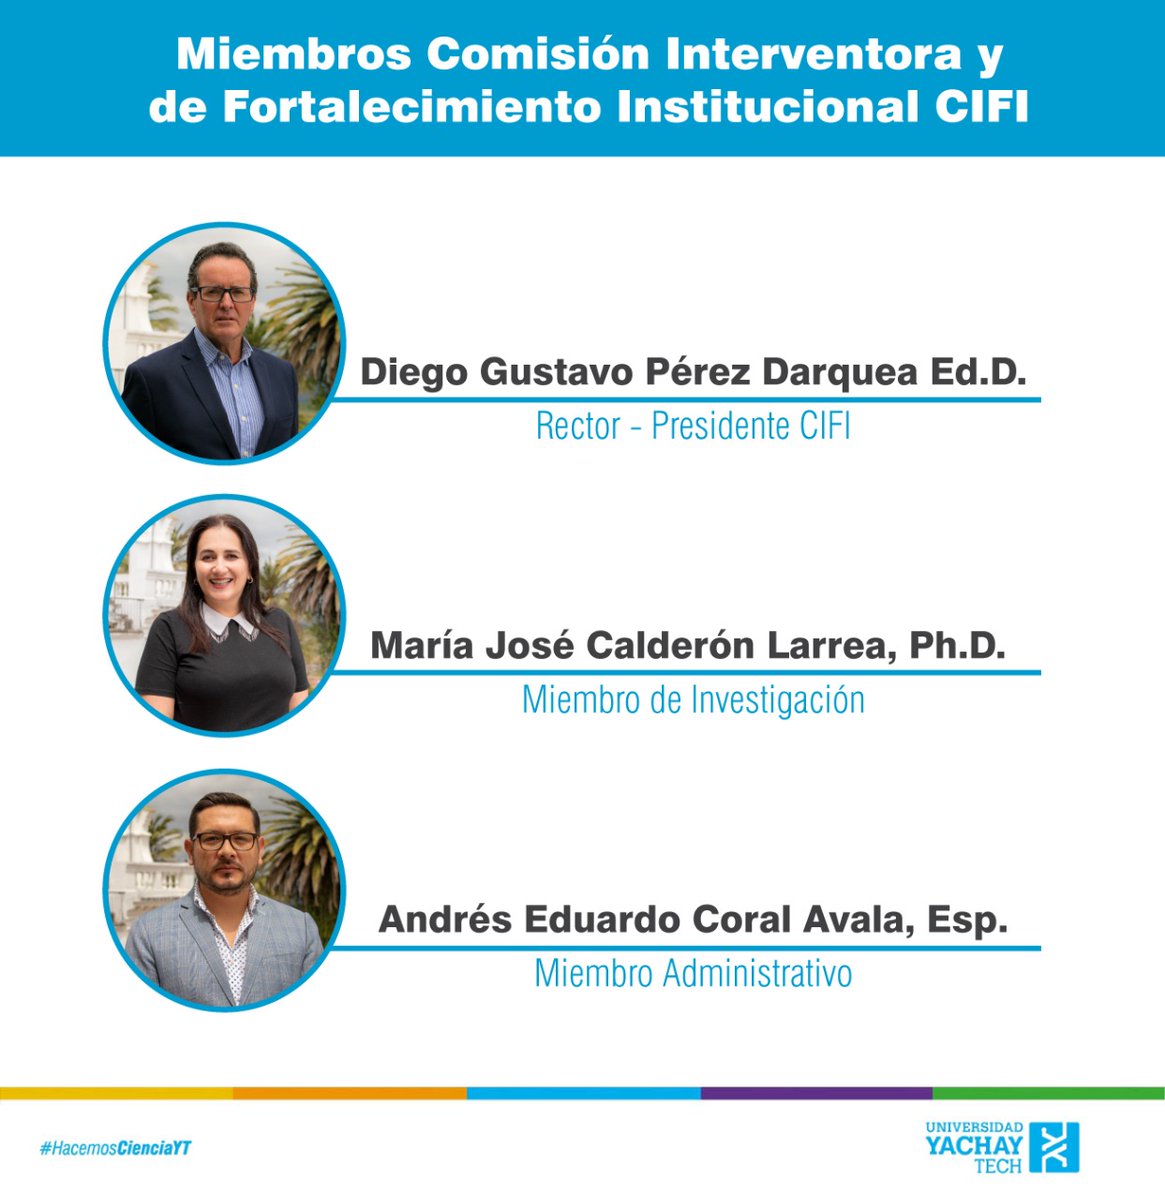 Miembros Comisión Interventora y
de Fortalecimiento Institucional CIFI
Diego Gustavo Pérez Darquea Ed.D.
Rector - Presidente CIFI
María José Calderón Larrea, Ph.D.
Miembro de Investigación
Andrés Eduardo Coral Avala, Esp.
Miembro Administrativo
#HacemosCienciaYT
UNIVERSIDAD
YACHAY
TECH